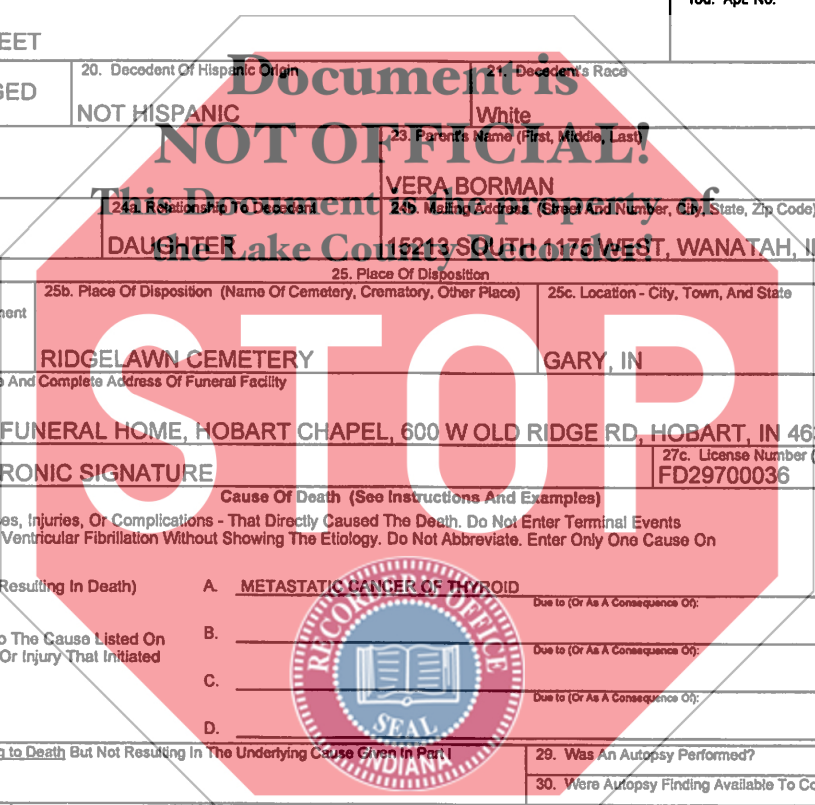 18d. Apt. No.
EET
20. Decedent Of Hispanic Origin
21. Decedent's Race
GED
NOT HISPANIC
White
Document is
NOT OFFICIAL!
This Document is the property of
the Lake County Recorder!
23. Parent's Name (First, Middle, Last)
VERA BORMAN
24a. Relationship To Decedent
24b. Mailing Address (Street And Number, City, State, Zip Code)
DAUGHTER
15213 SOUTH 1175 WEST, WANATAH, I
25. Place Of Disposition
25b. Place Of Disposition (Name Of Cemetery, Crematory, Other Place)
25c. Location - City, Town, And State
ment
RIDGELAWN CEMETERY
GARY, IN
And Complete Address Of Funeral Facility
FUNERAL HOME, HOBART CHAPEL, 600 W OLD RIDGE RD, HOBART, IN 463
27c. License Number (
RONIC SIGNATURE
FD29700036
STOP
Cause Of Death (See Instructions And Examples)
es, Injuries, Or Complications - That Directly Caused The Death. Do Not Enter Terminal Events
Ventricular Fibrillation Without Showing The Etiology. Do Not Abbreviate. Enter Only One Cause On
Resulting In Death)
A. METASTATIC CANCER OF THYROID
Due to (Or As A Consequence Of):
o The Cause Listed On
B.
Or Injury That Initiated
Due to (Or As A Consequence Of):
C.
Due to (Or As A Consequence Of):
D.
RECORDER'S OFFICE
SEAL
INDIANA
g to Death But Not Resulting In The Underlying Cause Given In Part I
29. Was An Autopsy Performed?
30. Were Autopsy Finding Available To Co